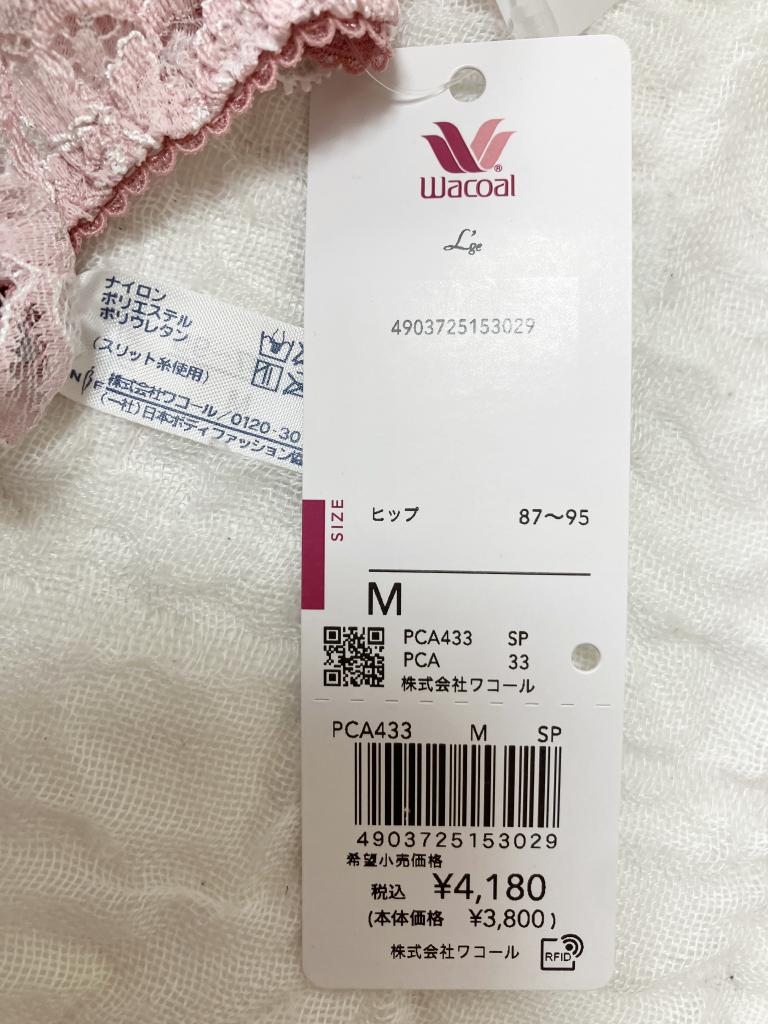 Wacoal
L'ge
4903725153029
ナイロン
ポリエステル
ポリウレタン
(スリット糸使用)
NBF 株式会社ワコール/0120-30
(一社)日本ボディファッション協
SIZE
ヒップ 87〜95
M
PCA433 SP
PCA 33
株式会社ワコール
PCA433 M SP
4903725153029
希望小売価格
税込 ¥4,180
(本体価格 ¥3,800)
株式会社ワコール
RFID